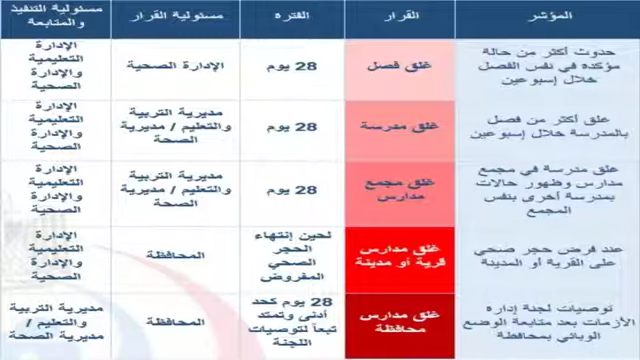 المؤشر
القرار
الفتره
مسئولية القرار
مسئولية التنفيذ
والمتابعة
حدوث أكثر من حالة
مؤكده في نفس الفصل
خلال إسبوعين
غلق فصل
28 يوم
الإدارة الصحية
الإدارة
التعليمية
والإدارة
الصحية
غلق أكثر من فصل
بالمدرسة خلال إسبوعين
غلق مدرسة
28 يوم
مديرية التربية
والتعليم / مديرية
الصحة
الإدارة
التعليمية
والإدارة
الصحية
غلق مدرسة في مجمع
مدارس وظهور حالات
بمدرسة أخرى بنفس
المجمع
غلق مجمع
مدارس
28 يوم
مديرية التربية
والتعليم / مديرية
الصحة
الإدارة
التعليمية
والإدارة
الصحية
عند فرض حجر صحي
على القرية أو المدينة
غلق مدارس
قرية أو مدينة
لحين إنتهاء
الحجر
الصحي
المفروض
المحافظة
الإدارة
التعليمية
والإدارة
الصحية
توصيات لجنة إداره
الأزمات بعد متابعة الوضع
الوبائي بمحافظة
غلق مدارس
محافظة
28 يوم كحد
أدنى وتمتد
تبعاً لتوصيات
اللجنة
المحافظة
مديرية التربية
والتعليم /
مديرية الصحة